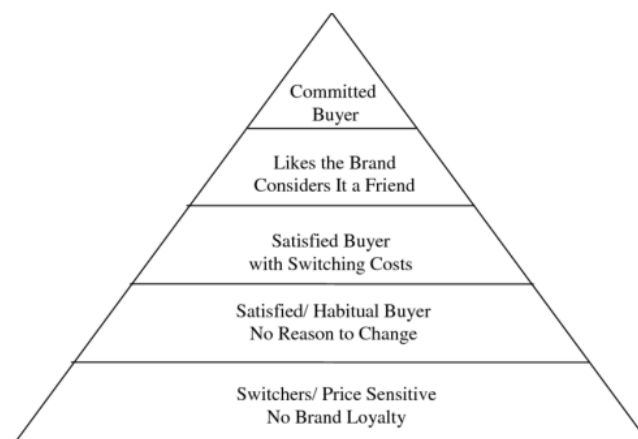 Committed
Buyer
Likes the Brand
Considers It a Friend
Satisfied Buyer
with Switching Costs
Satisfied/ Habitual Buyer
No Reason to Change
Switchers/ Price Sensitive
No Brand Loyalty